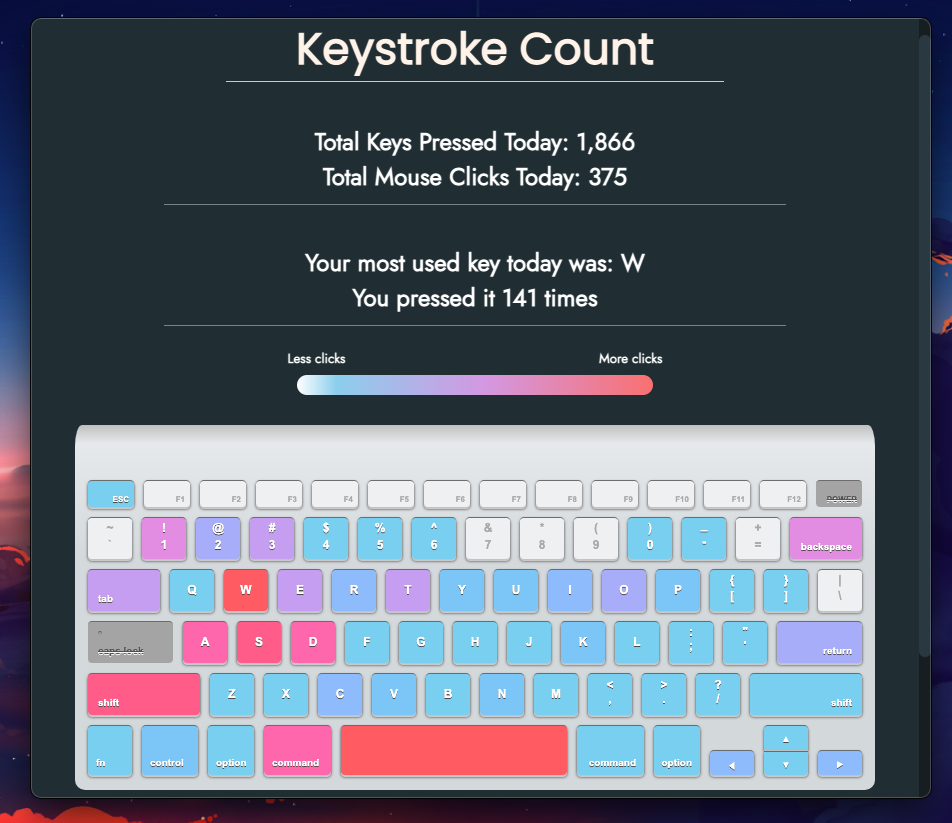 Keystroke Count
Total Keys Pressed Today: 1,866
Total Mouse Clicks Today: 375
Your most used key today was: W
You pressed it 141 times
Less clicks More clicks
ESC F1 F2 F3 F4 F5 F6 F7 F8 F9 F10 F11 F12 POWER
~ ! @ # $ % ^ & * ( ) _ +
` 1 2 3 4 5 6 7 8 9 0 - = backspace
tab Q W E R T Y U I O P { [ } ] | \
caps lock A S D F G H J K L : ; " ' return
shift Z X C V B N M < , > . ? / shift
fn control option command command option ◀ ▲ ▼ ▶